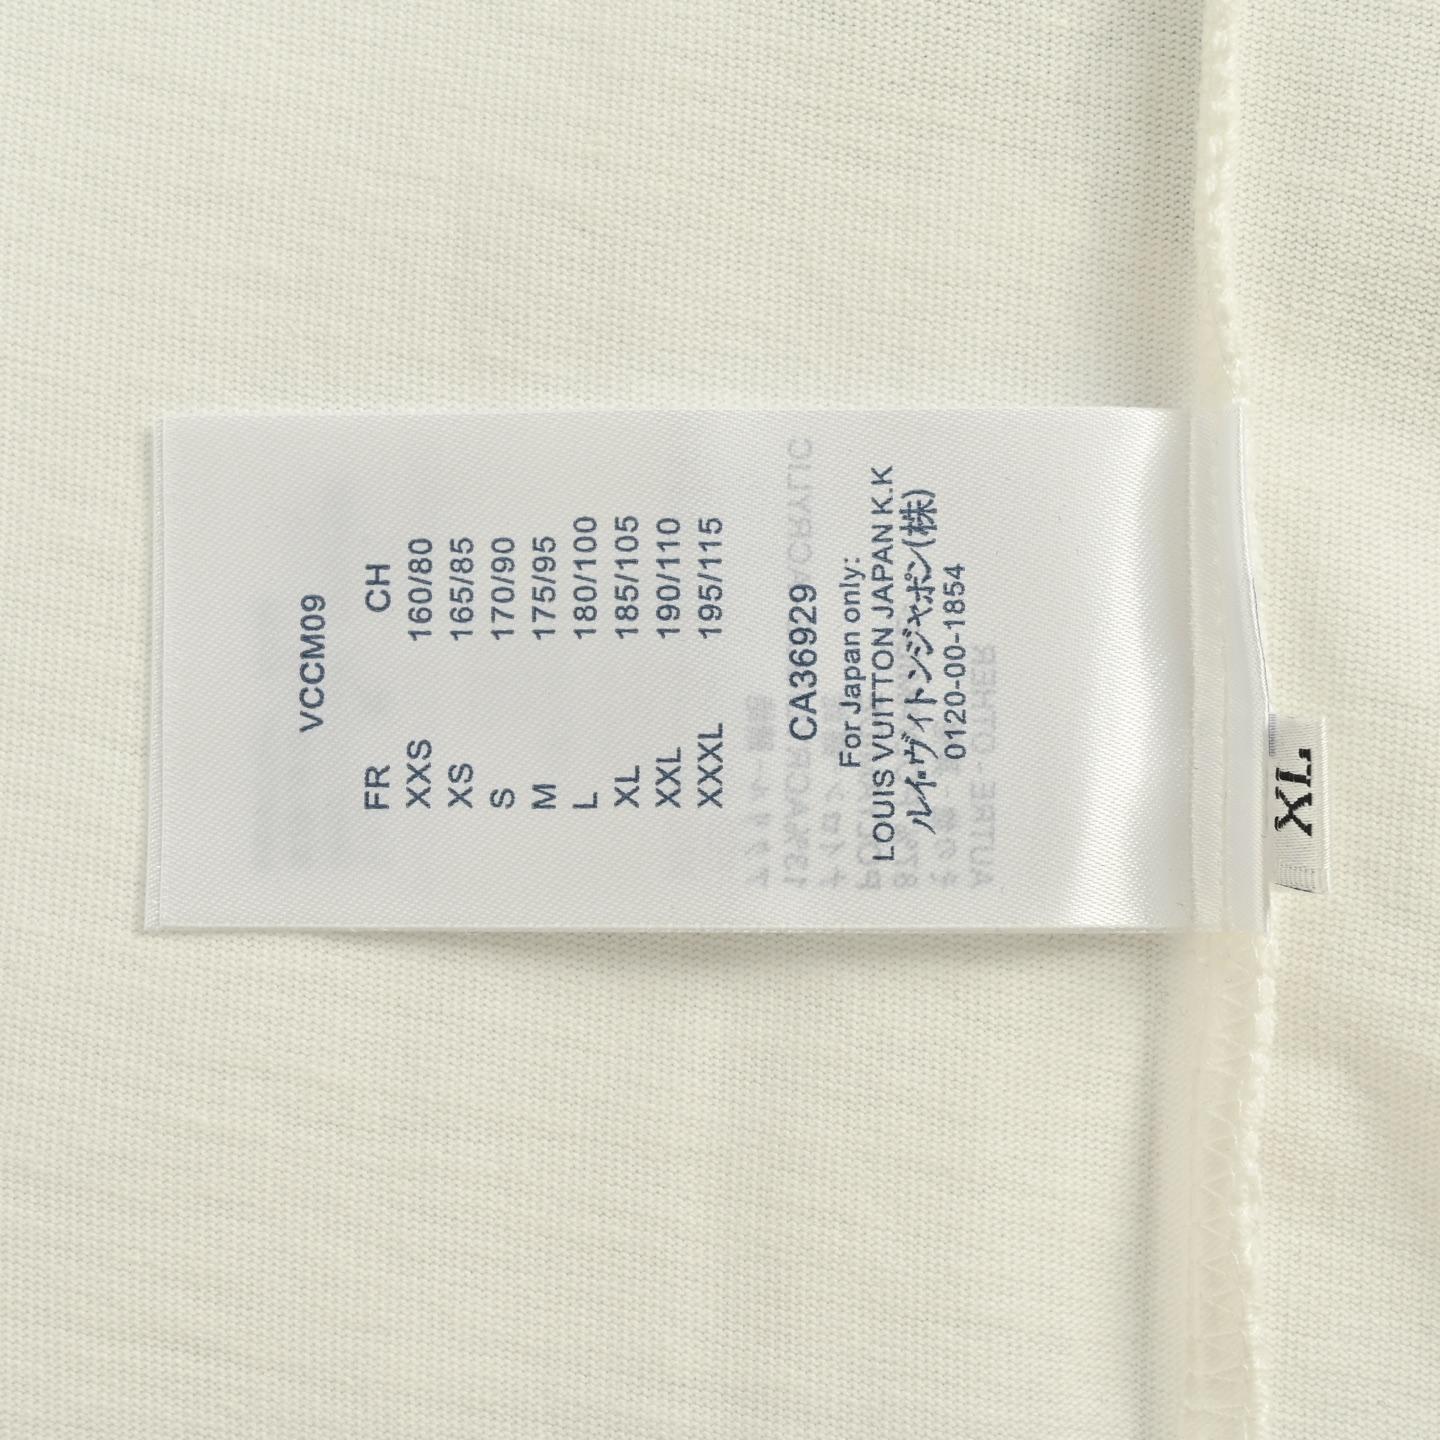 VCCM09
FR CH
XXS 160/80
XS 165/85
S 170/90
M 175/95
L 180/100
XL 185/105
XXL 190/110
XXXL 195/115
CA36929
For Japan only:
LOUIS VUITTON JAPAN K.K
ルイ・ヴィトンジャポン(株)
0120-00-1854
XL